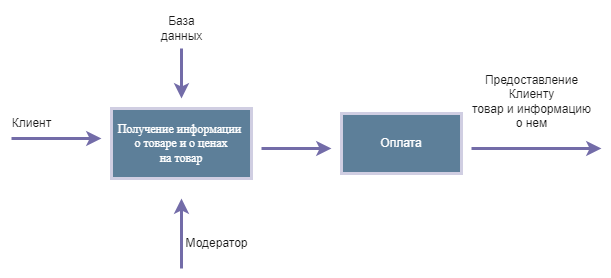 База
данных
Клиент
Получение информации
о товаре и о ценах
на товар
Оплата
Предоставление
Клиенту
товар и информацию
о нем
Модератор